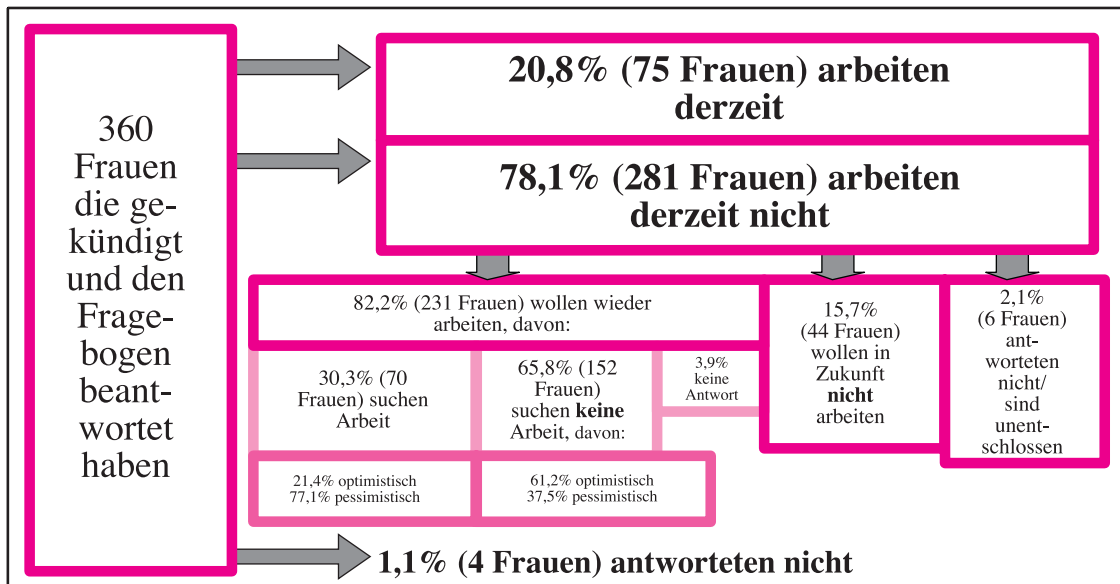 360
Frauen
die ge-
kündigt
und den
Frage-
bogen
beant-
wortet
haben
20,8% (75 Frauen) arbeiten
derzeit
78,1% (281 Frauen) arbeiten
derzeit nicht
82,2% (231 Frauen) wollen wieder
arbeiten, davon:
30,3% (70
Frauen) suchen
Arbeit
65,8% (152
Frauen)
suchen keine
Arbeit, davon:
3,9%
keine
Antwort
15,7%
(44 Frauen)
wollen in
Zukunft
nicht
arbeiten
2,1%
(6 Frauen)
ant-
worteten
nicht/
sind
unent-
schlossen
21,4% optimistisch
77,1% pessimistisch
61,2% optimistisch
37,5% pessimistisch
1,1% (4 Frauen) antworteten nicht